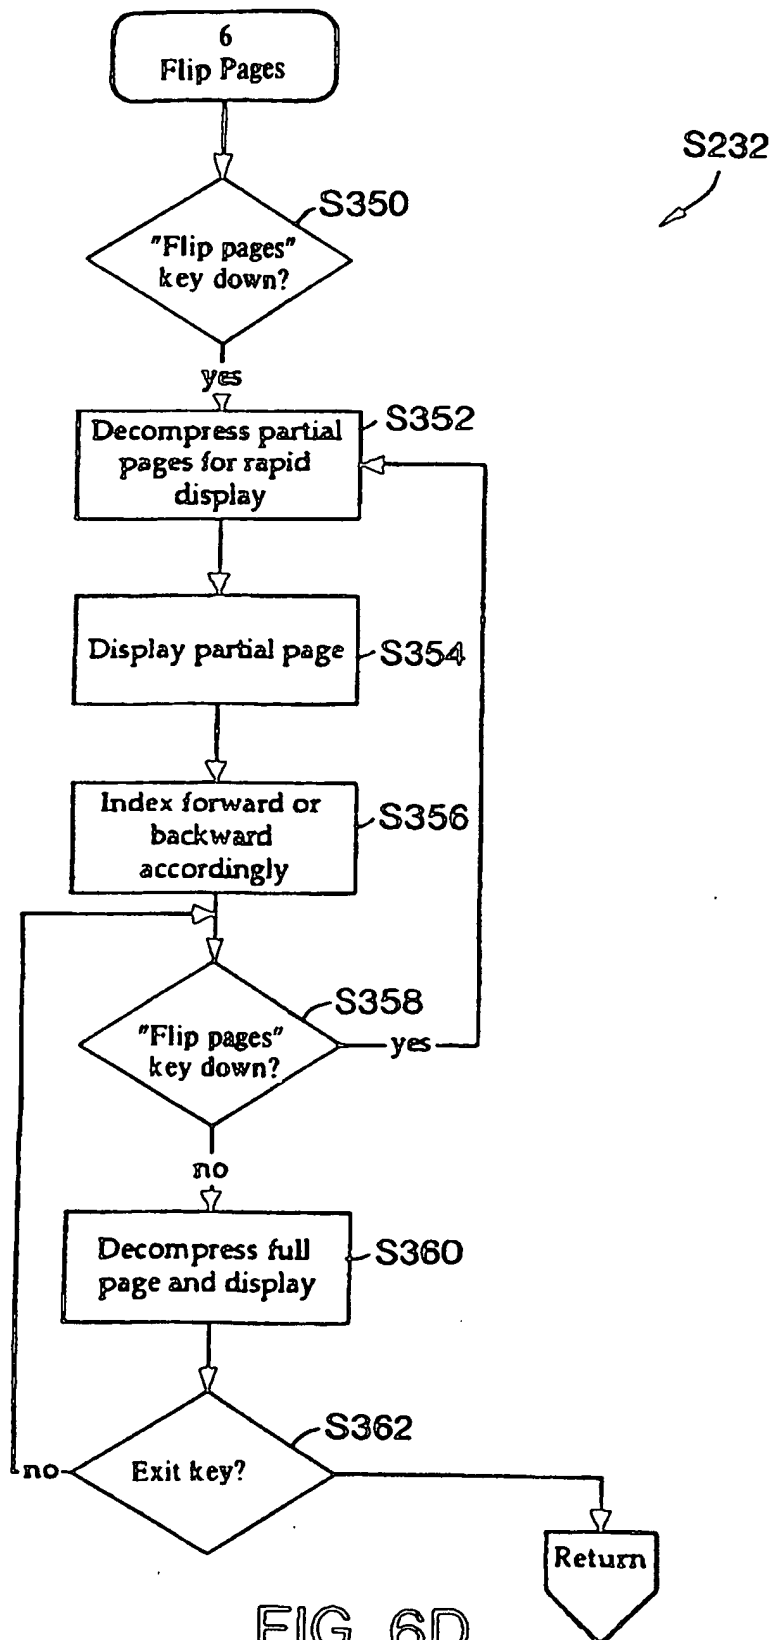 6
Flip Pages
S232
S350
"Flip pages"
key down?
yes
S352
Decompress partial
pages for rapid
display
Display partial page
S354
Index forward or
backward
accordingly
S356
S358
"Flip pages"
key down?
yes
no
Decompress full
page and display
S360
S362
Exit key?
no
Return
FIG. 6D